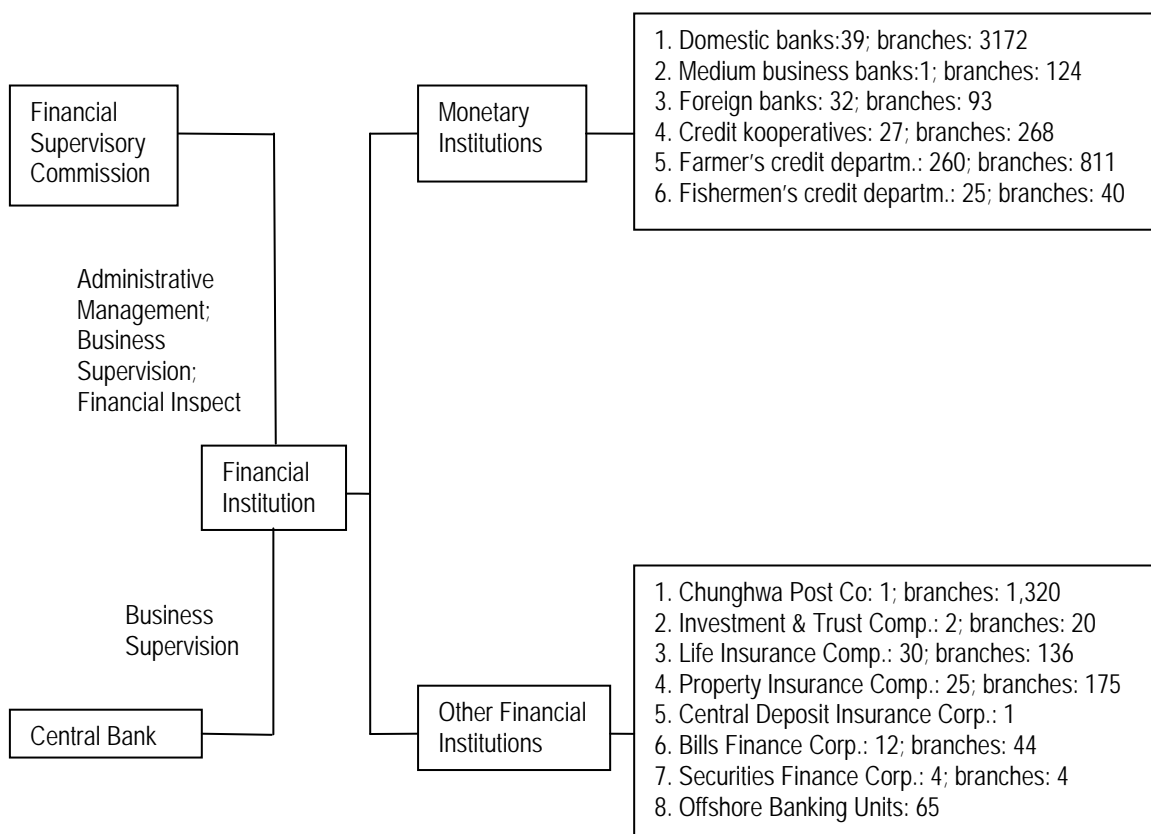 Financial
Supervisory
Commission
Administrative
Management;
Business
Supervision;
Financial Inspect
Financial
Institution
Business
Supervision
Central Bank
Monetary
Institutions
1. Domestic banks:39; branches: 3172
2. Medium business banks:1; branches: 124
3. Foreign banks: 32; branches: 93
4. Credit kooperatives: 27; branches: 268
5. Farmer's credit departm.: 260; branches: 811
6. Fishermen's credit departm.: 25; branches: 40
Other Financial
Institutions
1. Chunghwa Post Co: 1; branches: 1,320
2. Investment & Trust Comp.: 2; branches: 20
3. Life Insurance Comp.: 30; branches: 136
4. Property Insurance Comp.: 25; branches: 175
5. Central Deposit Insurance Corp.: 1
6. Bills Finance Corp.: 12; branches: 44
7. Securities Finance Corp.: 4; branches: 4
8. Offshore Banking Units: 65